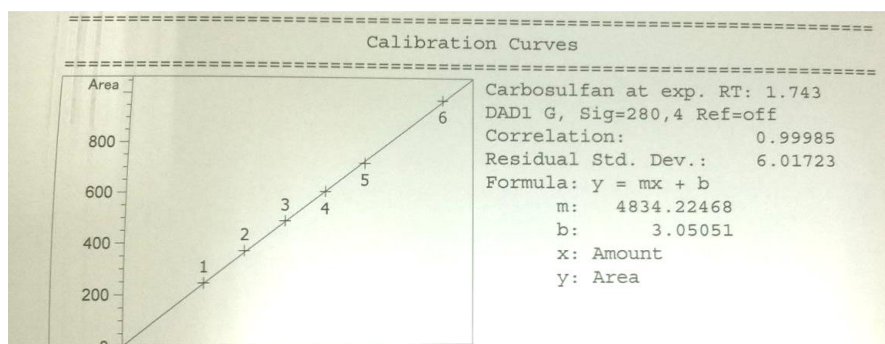 ================================================================
Calibration Curves
================================================================
Area
800
600
400
200
0
1
2
3
4
5
6
Carbosulfan at exp. RT: 1.743
DAD1 G, Sig=280,4 Ref=off
Correlation: 0.99985
Residual Std. Dev.: 6.01723
Formula: y = mx + b
m: 4834.22468
b: 3.05051
x: Amount
y: Area